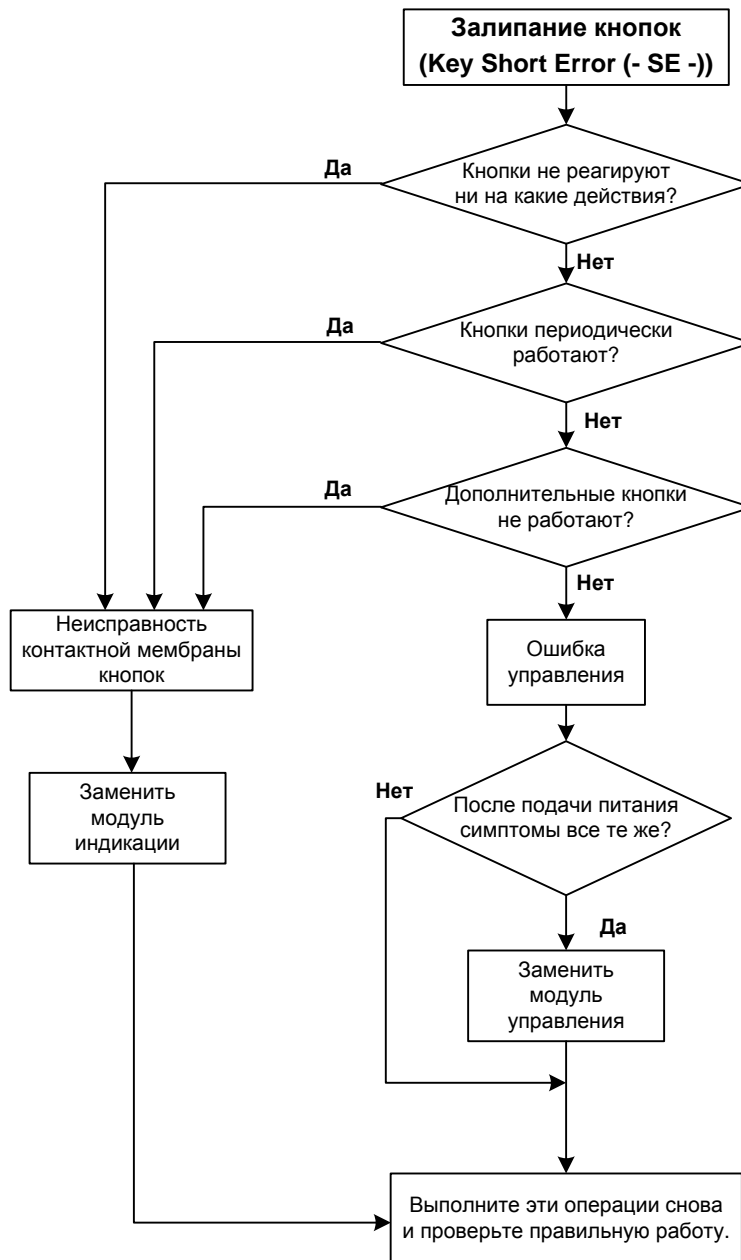 Залипание кнопок
(Key Short Error (- SE -))
Да
Кнопки не реагируют
ни на какие действия?
Нет
Да
Кнопки периодически
работают?
Нет
Да
Дополнительные кнопки
не работают?
Нет
Неисправность
контактной мембраны
кнопок
Ошибка
управления
Заменить
модуль
индикации
Нет
После подачи питания
симптомы все те же?
Да
Заменить
модуль
управления
Выполните эти операции снова
и проверьте правильную работу.